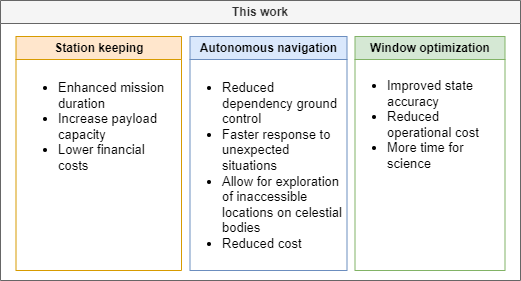 This work
Station keeping
• Enhanced mission
duration
• Increase payload
capacity
• Lower financial
costs
Autonomous navigation
• Reduced
dependency ground
control
• Faster response to
unexpected
situations
• Allow for exploration
of inaccessible
locations on celestial
bodies
• Reduced cost
Window optimization
• Improved state
accuracy
• Reduced
operational cost
• More time for
science